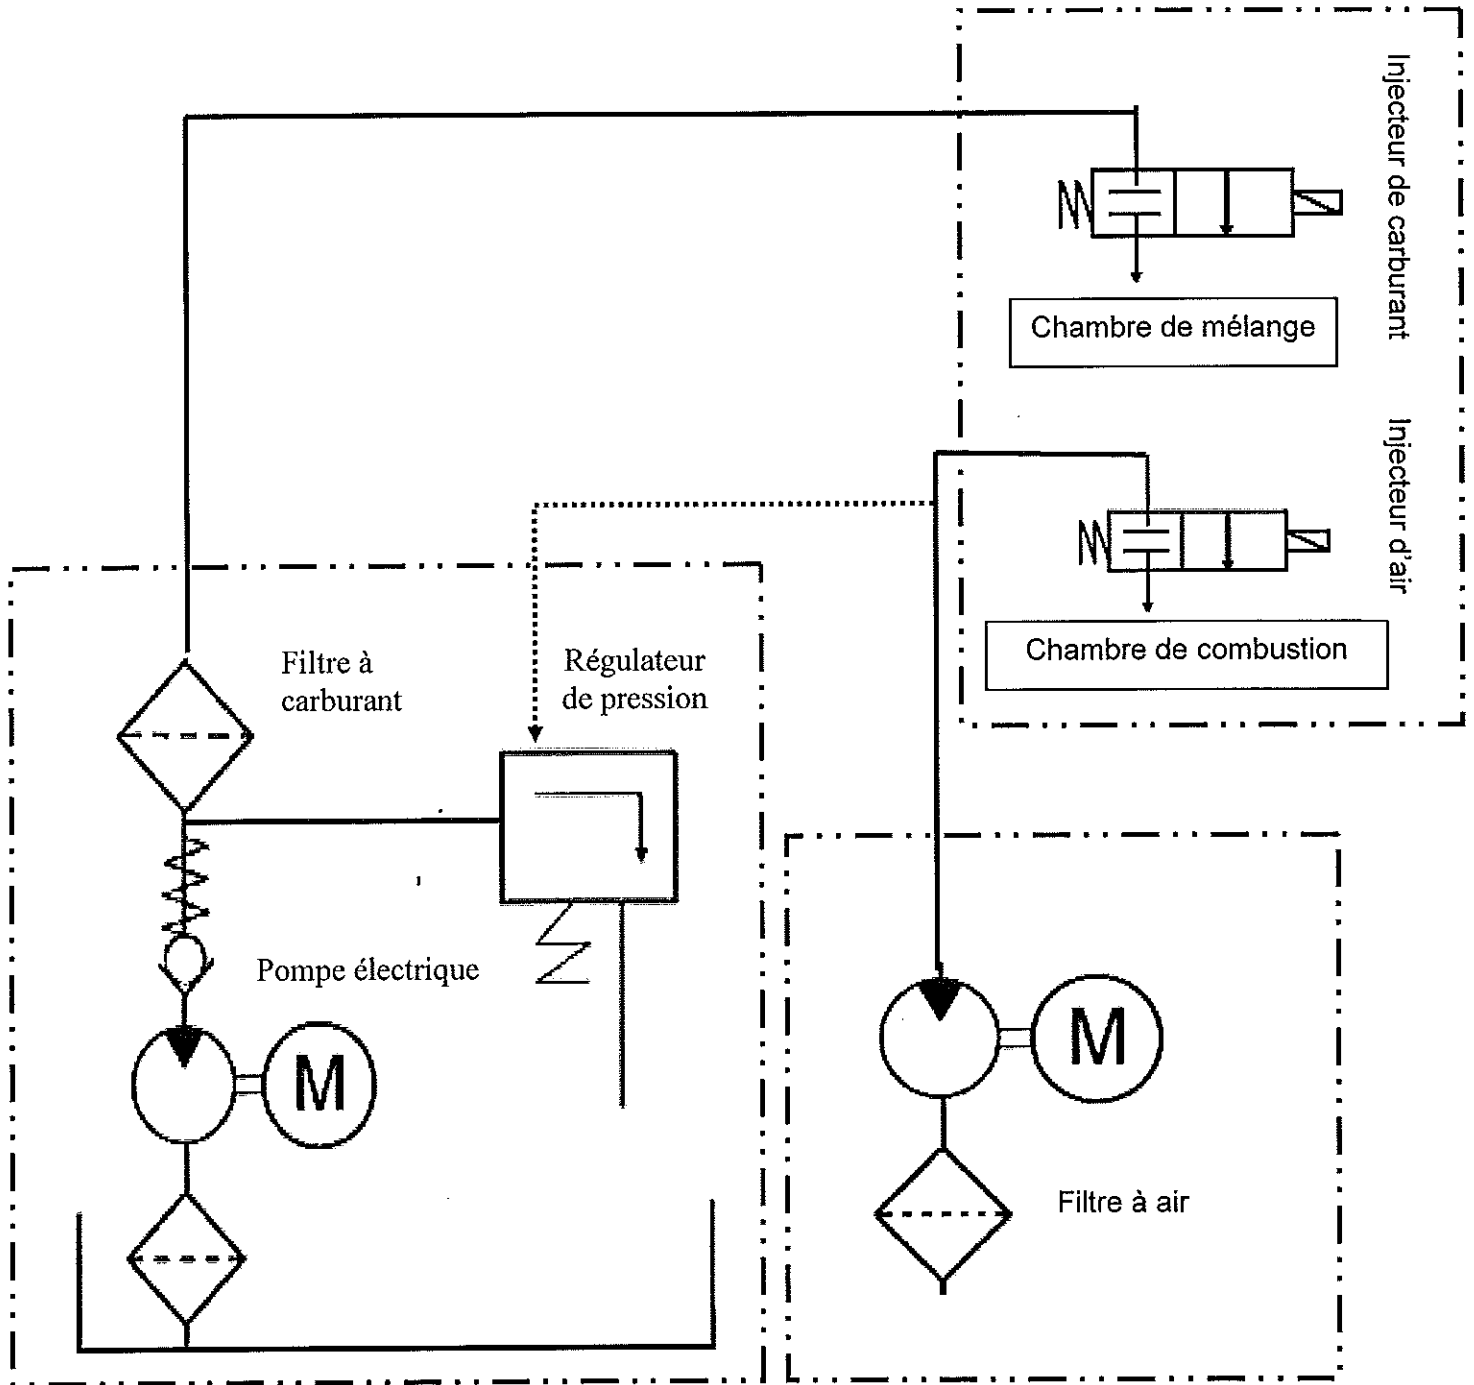 Injecteur de carburant
Chambre de mélange
Injecteur d'air
Chambre de combustion
Filtre à
carburant
Régulateur
de pression
Pompe électrique
M
M
Filtre à air